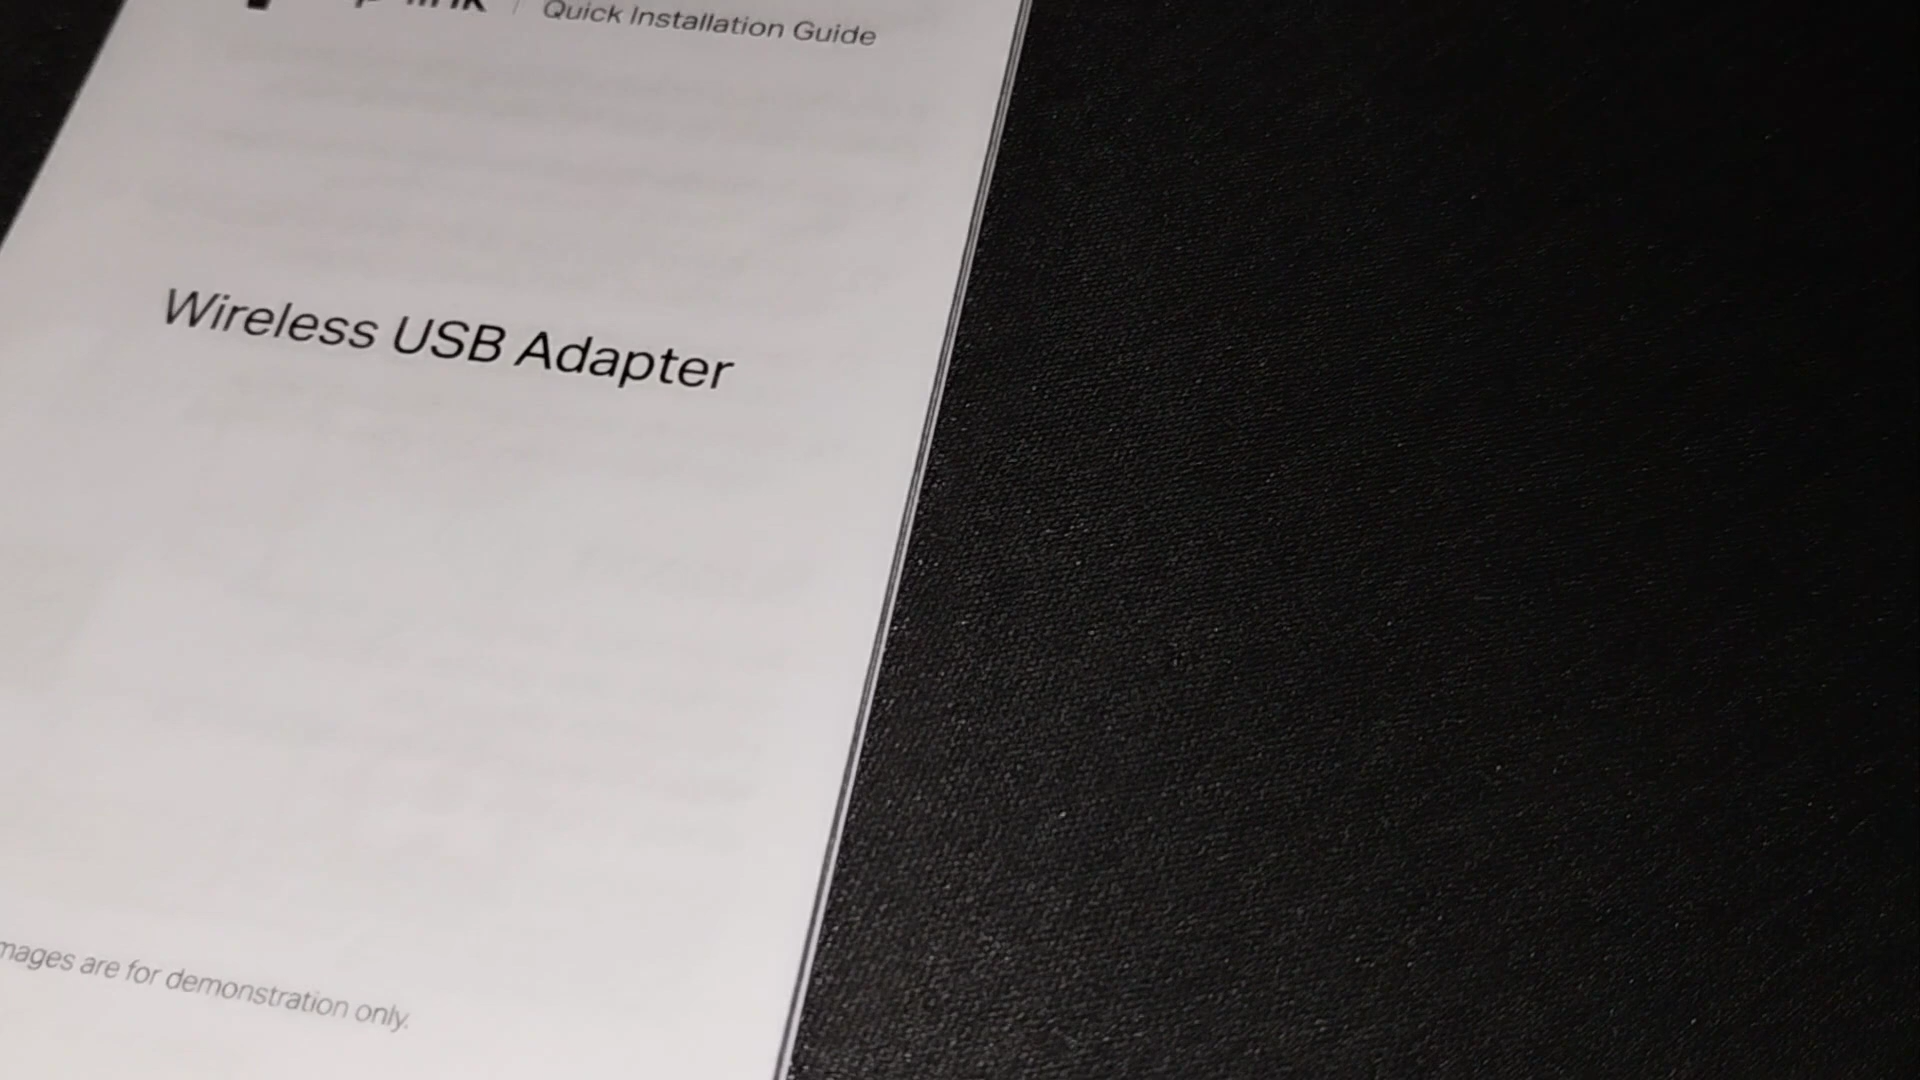 Quick Installation Guide
Wireless USB Adapter
mages are for demonstration only.